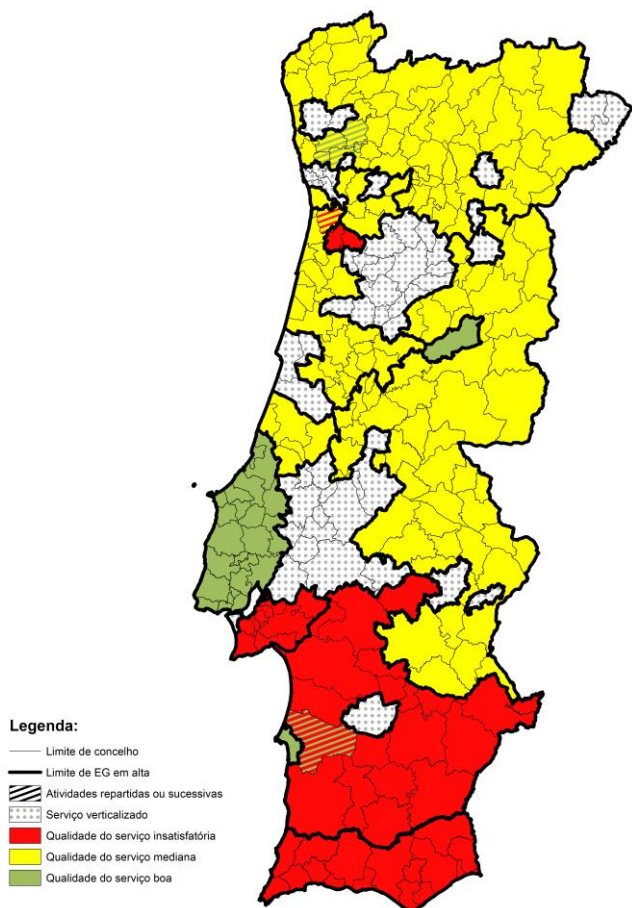 Legenda:
Limite de concelho
Limite de EG em alta
Atividades repartidas ou sucessivas
Serviço verticalizado
Qualidade do serviço insatisfatória
Qualidade do serviço mediana
Qualidade do serviço boa